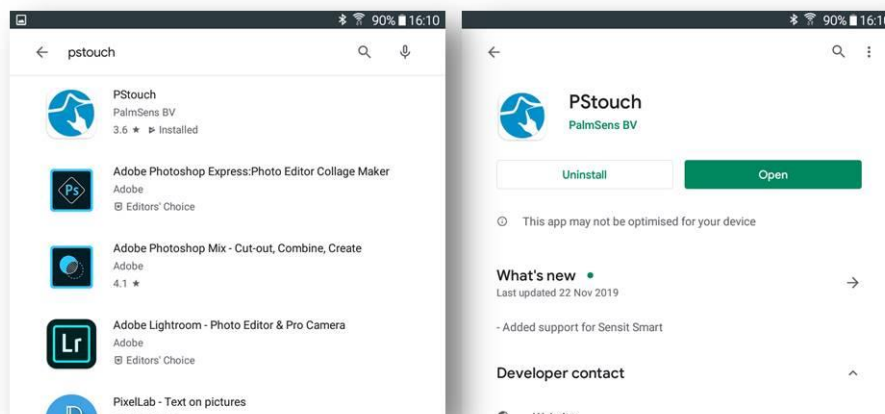 90% 16:10
pstouch
PStouch
PalmSens BV
3.6 ★ Installed
Ps
Adobe Photoshop Express:Photo Editor Collage Maker
Adobe
Editors' Choice
Adobe Photoshop Mix - Cut-out, Combine, Create
Adobe
4.1 ★
Lr
Adobe Lightroom - Photo Editor & Pro Camera
Adobe
Editors' Choice
PixelLab - Text on pictures
90% 16:10
PStouch
PalmSens BV
Uninstall
Open
This app may not be optimised for your device
What's new
Last updated 22 Nov 2019
- Added support for Sensit Smart
Developer contact